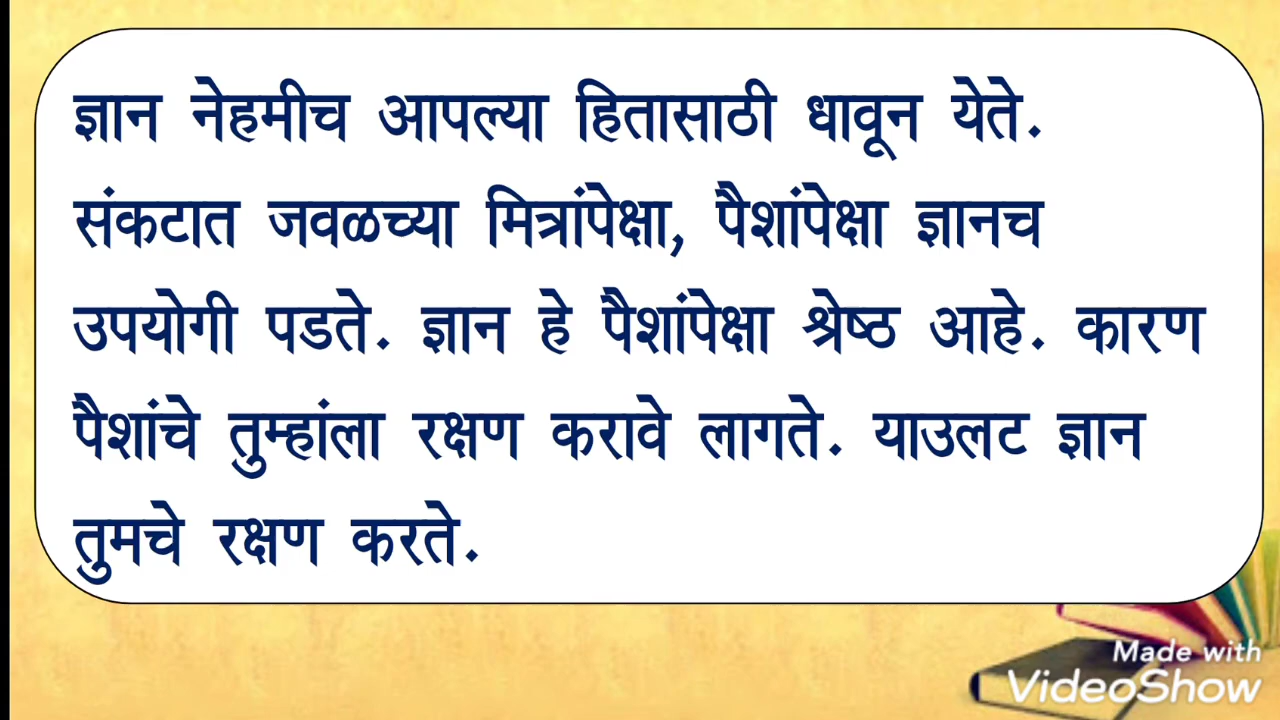 ज्ञान नेहमीच आपल्या हितासाठी धावून येते.
संकटात जवळच्या मित्रांपेक्षा, पैशांपेक्षा ज्ञानच
उपयोगी पडते. ज्ञान हे पैशांपेक्षा श्रेष्ठ आहे. कारण
पैशांचे तुम्हांला रक्षण करावे लागते. याउलट ज्ञान
तुमचे रक्षण करते.
Made with
VideoShow